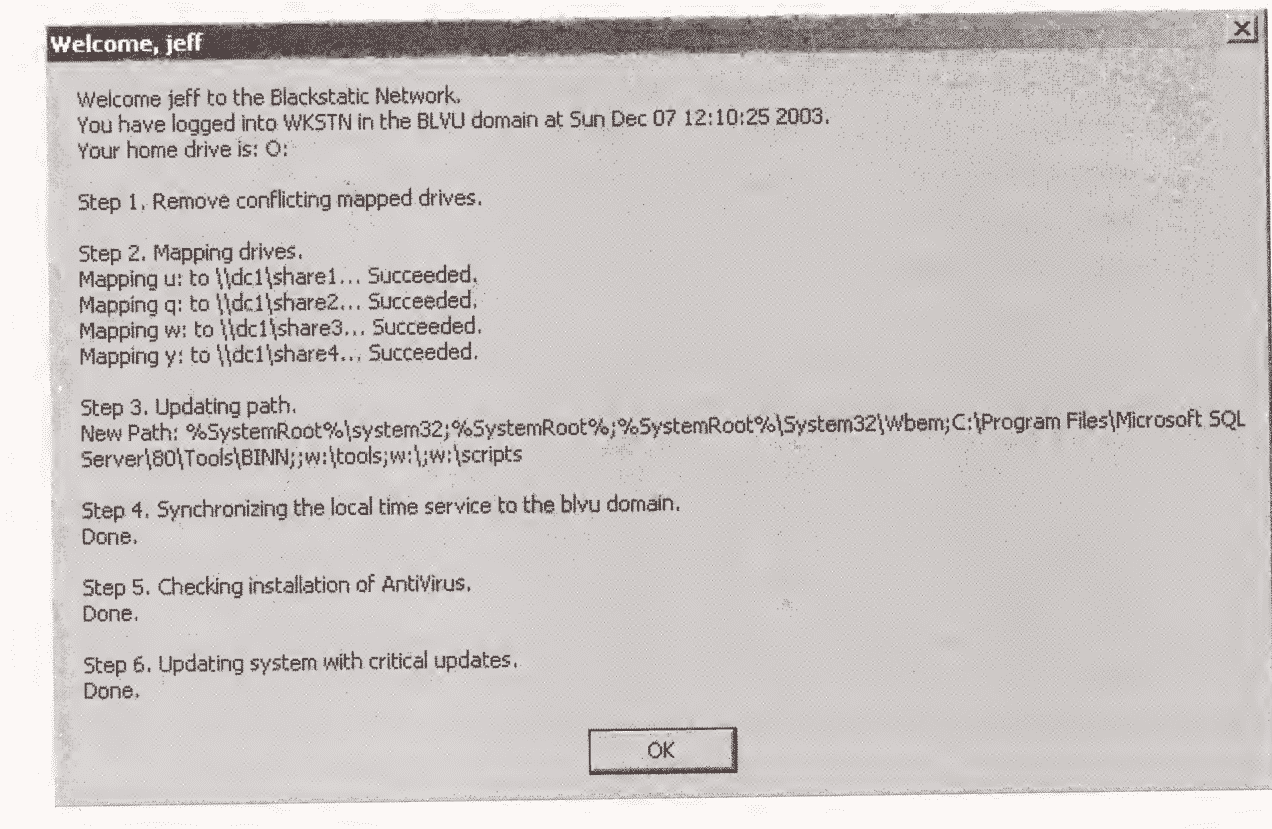 Welcome, jeff
Welcome jeff to the Blackstatic Network.
You have logged into WKSTN in the BLVU domain at Sun Dec 07 12:10:25 2003.
Your home drive is: O:
Step 1. Remove conflicting mapped drives.
Step 2. Mapping drives.
Mapping u: to \\dc1\share1... Succeeded.
Mapping q: to \\dc1\share2... Succeeded.
Mapping w: to \\dc1\share3... Succeeded.
Mapping y: to \\dc1\share4... Succeeded.
Step 3. Updating path.
New Path: %SystemRoot%\system32;%SystemRoot%;%SystemRoot%\System32\Wbem;C:\Program Files\Microsoft SQL
Server\80\Tools\BINN;;w:\tools;w:\;w:\scripts
Step 4. Synchronizing the local time service to the blvu domain.
Done.
Step 5. Checking installation of AntiVirus.
Done.
Step 6. Updating system with critical updates.
Done.
OK